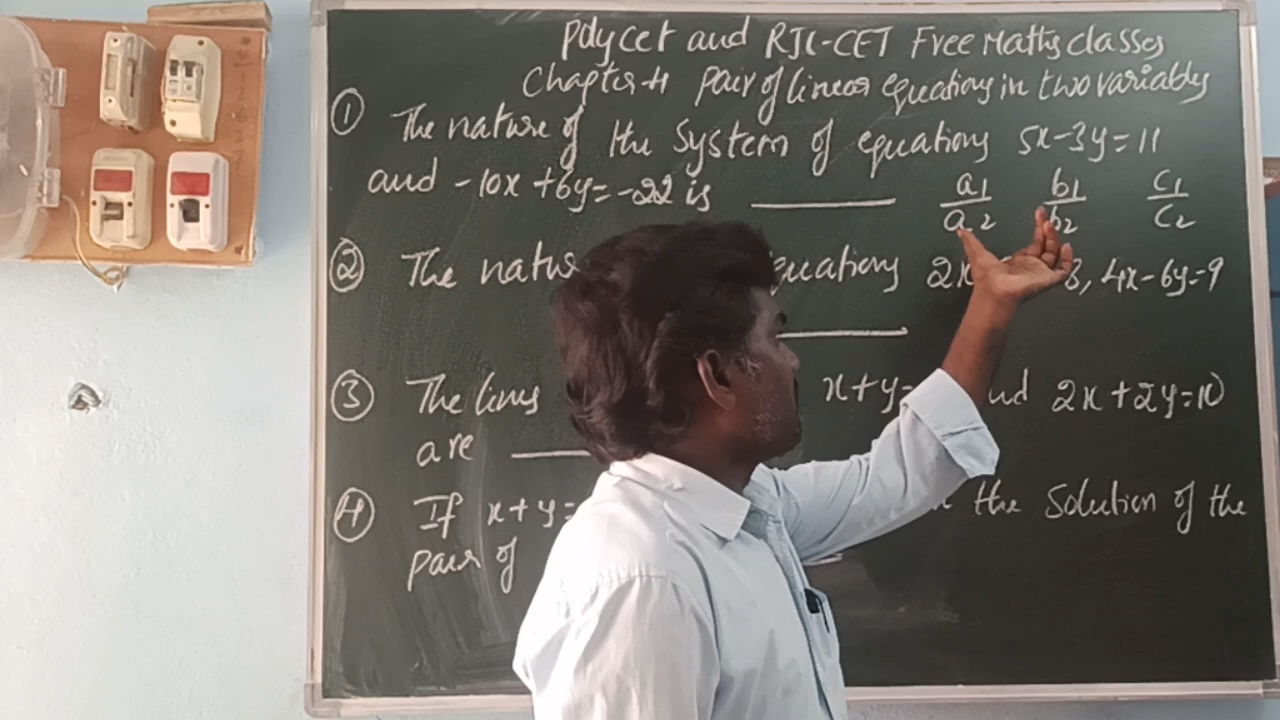 Polycet and RJC-CET Free Maths classes
Chapter-4 pair of linear equations in two variables
① The nature of the System of equations 5x-3y=11
and -10x+6y=-22 is ______ a1/a2 b1/b2 c1/c2
② The equations 4x-6y=9
______
③ The lines x+y= 2x+2y=10
are ______
④ If x+y= the Solution of the
pair of